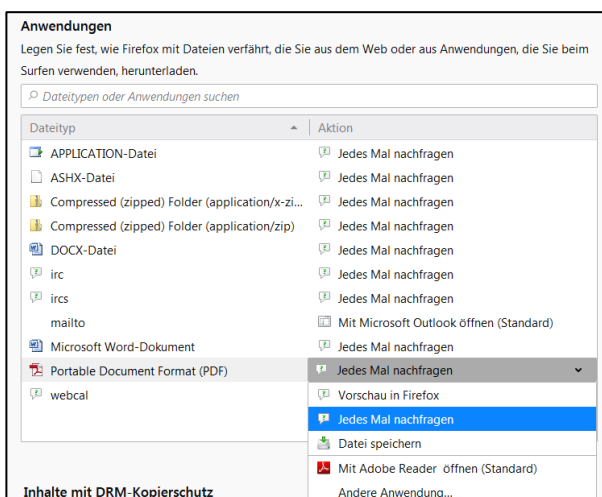 Anwendungen
Legen Sie fest, wie Firefox mit Dateien verfährt, die Sie aus dem Web oder aus Anwendungen, die Sie beim
Surfen verwenden, herunterladen.
Dateitypen oder Anwendungen suchen
Dateityp Aktion
APPLICATION-Datei Jedes Mal nachfragen
ASHX-Datei Jedes Mal nachfragen
Compressed (zipped) Folder (application/x-zi... Jedes Mal nachfragen
Compressed (zipped) Folder (application/zip) Jedes Mal nachfragen
DOCX-Datei Jedes Mal nachfragen
irc Jedes Mal nachfragen
ircs Jedes Mal nachfragen
mailto Mit Microsoft Outlook öffnen (Standard)
Microsoft Word-Dokument Jedes Mal nachfragen
Portable Document Format (PDF) Jedes Mal nachfragen
webcal Vorschau in Firefox
Jedes Mal nachfragen
Datei speichern
Mit Adobe Reader öffnen (Standard)
Inhalte mit DRM-Kopierschutz Andere Anwendung...